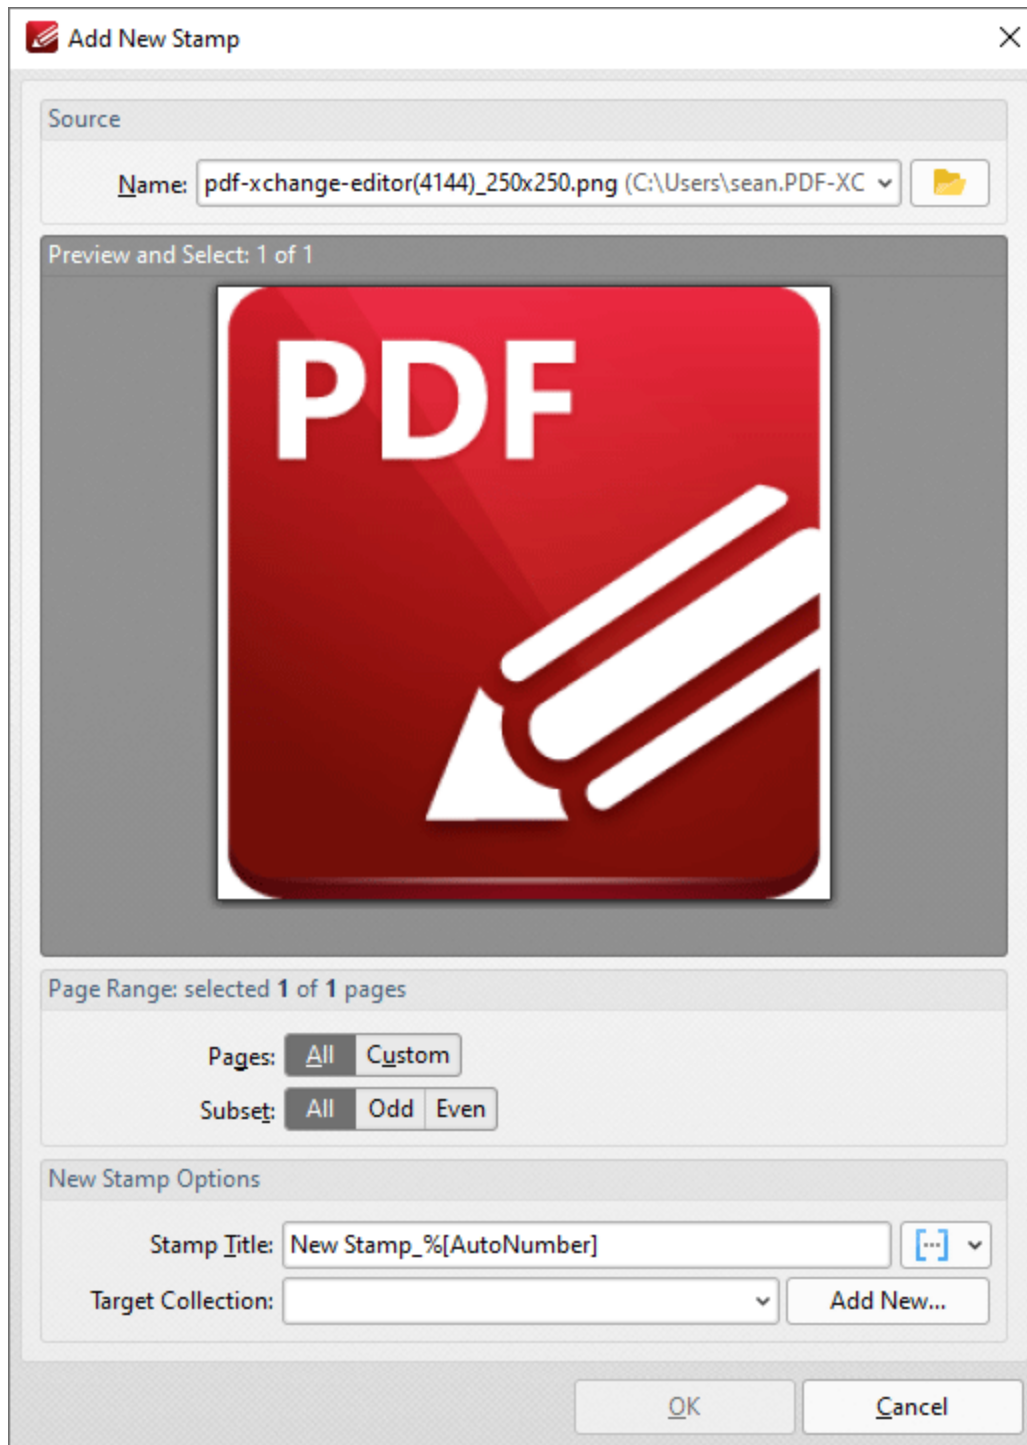 Add New Stamp
Source
Name: pdf-xchange-editor(4144)_250x250.png (C:\Users\sean.PDF-XC
Preview and Select: 1 of 1
PDF
Page Range: selected 1 of 1 pages
Pages: All Custom
Subset: All Odd Even
New Stamp Options
Stamp Title: New Stamp_%[AutoNumber]
Target Collection: Add New...
OK Cancel